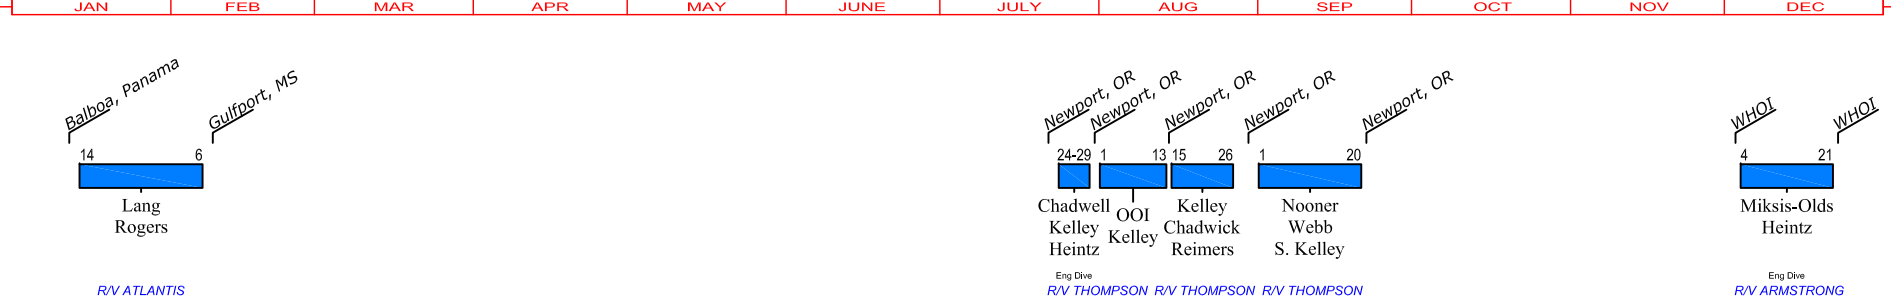 JAN FEB MAR APR MAY JUNE JULY AUG SEP OCT NOV DEC
Balboa, Panama Gulfport, MS Newport, OR Newport, OR Newport, OR Newport, OR Newport, OR WHOI WHOI
14 6 24-29 1 13 15 26 1 20 4 21
Lang
Rogers
Chadwell
Kelley
Heintz
OOI
Kelley
Kelley
Chadwick
Reimers
Nooner
Webb
S. Kelley
Miksis-Olds
Heintz
Eng Dive Eng Dive
R/V ATLANTIS R/V THOMPSON R/V THOMPSON R/V THOMPSON R/V ARMSTRONG